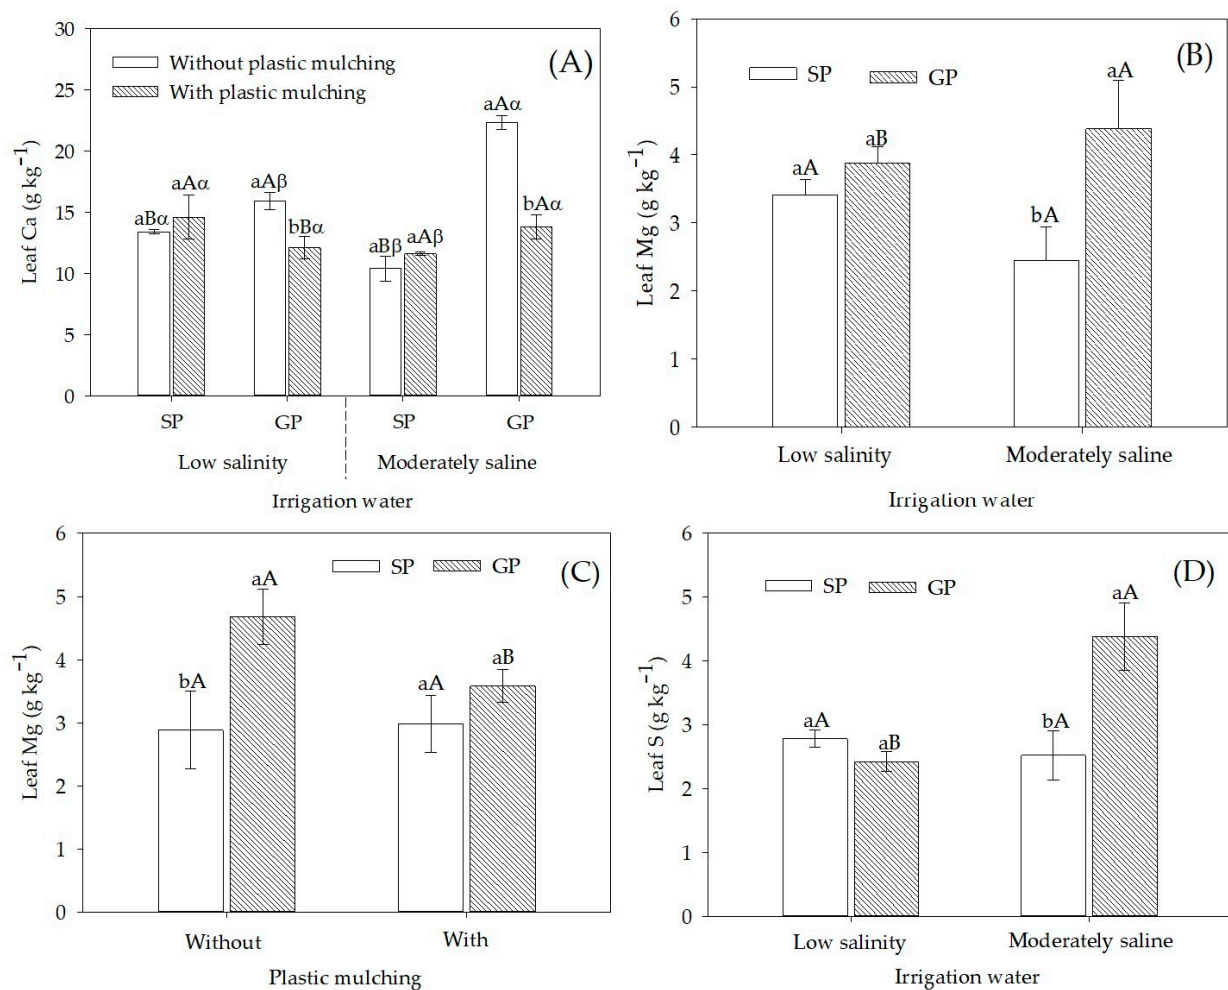 (A)
Without plastic mulching
With plastic mulching
Leaf Ca (g kg⁻¹)
30
25
20
15
10
5
0
aBα
aAα
aAβ
bBα
aBβ
aAβ
aAα
bAα
SP
GP
SP
GP
Low salinity
Moderately saline
Irrigation water
(B)
SP
GP
Leaf Mg (g kg⁻¹)
6
5
4
3
2
1
0
aA
aB
bA
aA
Low salinity
Moderately saline
Irrigation water
(C)
SP
GP
Leaf Mg (g kg⁻¹)
6
5
4
3
2
1
0
bA
aA
aA
aB
Without
With
Plastic mulching
(D)
SP
GP
Leaf S (g kg⁻¹)
6
5
4
3
2
1
0
aA
aB
bA
aA
Low salinity
Moderately saline
Irrigation water